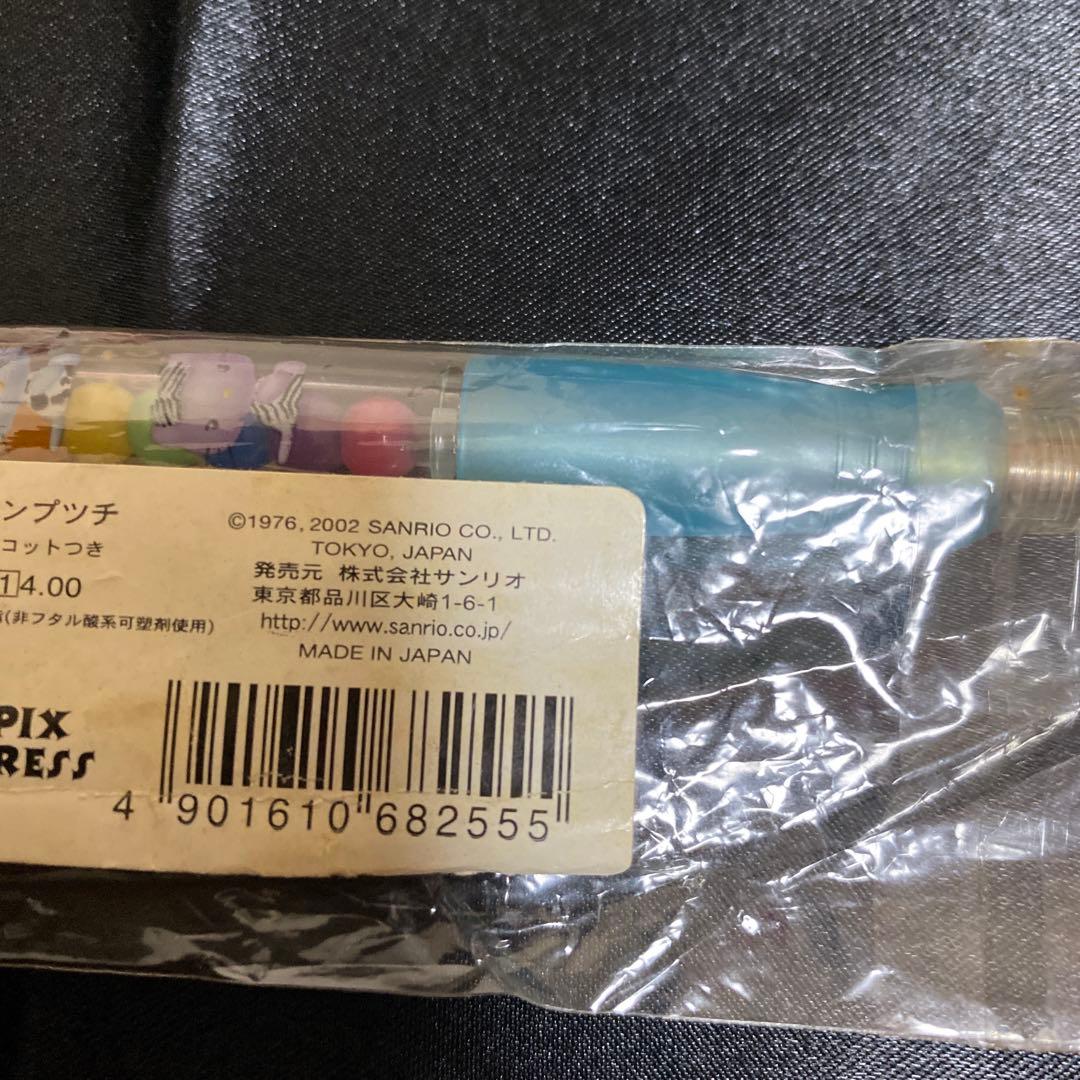 ンプツチ
コットつき
14.00
(非フタル酸系可塑剤使用)
PIX
RESS
©1976, 2002 SANRIO CO., LTD.
TOKYO, JAPAN
発売元 株式会社サンリオ
東京都品川区大崎1-6-1
http://www.sanrio.co.jp/
MADE IN JAPAN
4 901610 682555